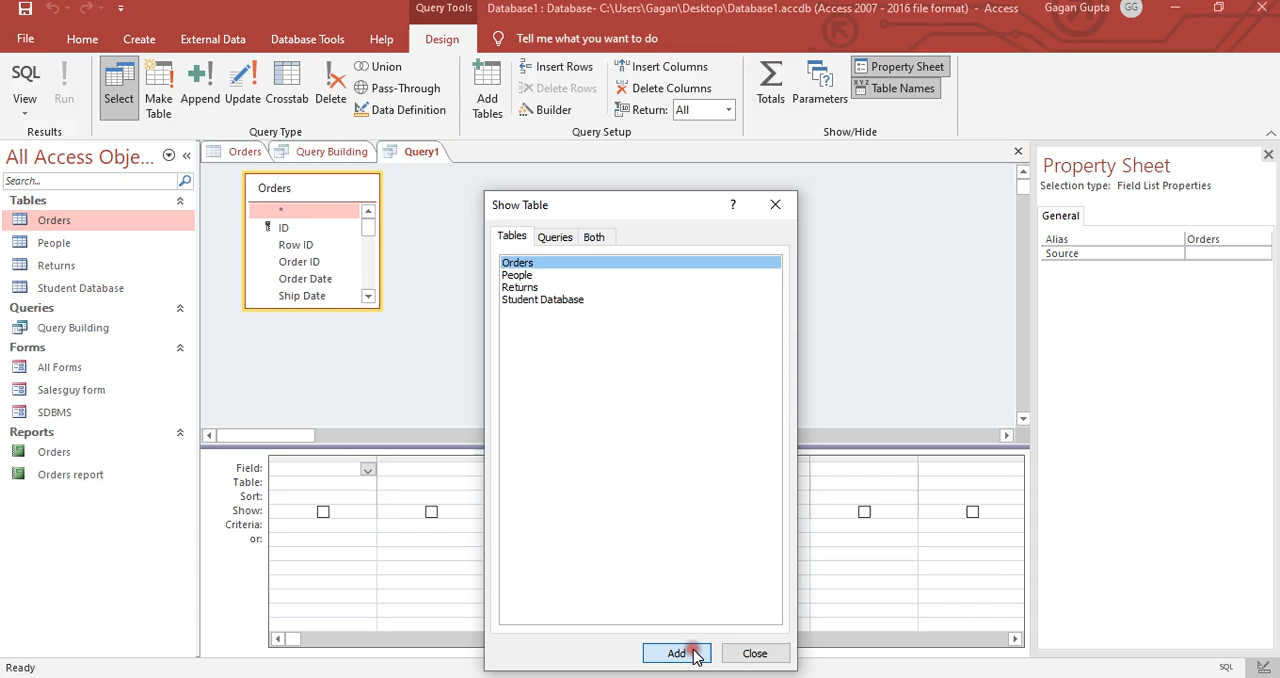 Query Tools
Database1 : Database- C:\Users\Gagan\Desktop\Database1.accdb (Access 2007 - 2016 file format) - Access
Gagan Gupta
GG
File
Home
Create
External Data
Database Tools
Help
Design
Tell me what you want to do
SQL
View
Run
Select
Make
Table
Append
Update
Crosstab
Delete
Union
Pass-Through
Data Definition
Add
Tables
Insert Rows
Delete Rows
Builder
Insert Columns
Delete Columns
Return:
All
Totals
Parameters
Property Sheet
XYZ
Table Names
Results
Query Type
Query Setup
Show/Hide
All Access Obje...
Search...
Tables
Orders
People
Returns
Student Database
Queries
Query Building
Forms
All Forms
Salesguy form
SDBMS
Reports
Orders
Orders report
Orders
Query Building
Query1
Orders
*
ID
Row ID
Order ID
Order Date
Ship Date
Field:
Table:
Sort:
Show:
Criteria:
or:
Show Table
?
Tables
Queries
Both
Orders
People
Returns
Student Database
Add
Close
Property Sheet
Selection type: Field List Properties
General
Alias
Orders
Source
Ready
SQL